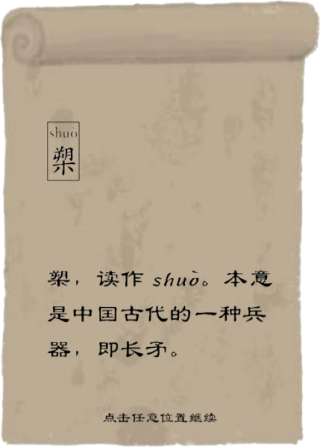 shuò
槊
槊，读作 shuò。本意
是中国古代的一种兵
器，即长矛。
点击任意位置继续